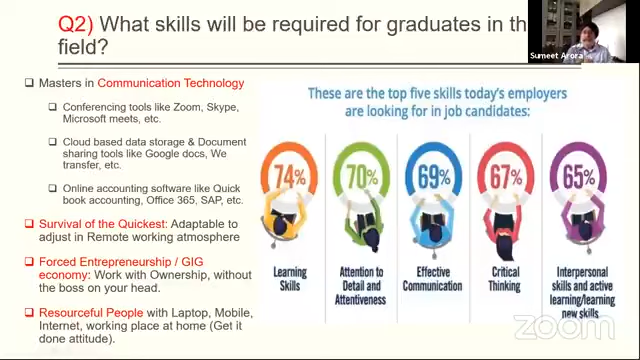 Q2) What skills will be required for graduates in th
field?
Sumeet Arora
Masters in Communication Technology
Conferencing tools like Zoom, Skype,
Microsoft meets, etc.
Cloud based data storage & Document
sharing tools like Google docs, We
transfer, etc.
Online accounting software like Quick
book accounting, Office 365, SAP, etc.
Survival of the Quickest: Adaptable to
adjust in Remote working atmosphere
Forced Entrepreneurship / GIG
economy: Work with Ownership, without
the boss on your head.
Resourceful People with Laptop, Mobile,
Internet, working place at home (Get it
done attitude).
These are the top five skills today's employers
are looking for in job candidates:
74% 70% 69% 67% 65%
Learning
Skills
Attention to
Detail and
Attentiveness
Effective
Communication
Critical
Thinking
Interpersonal
skills and active
learning/learning
new skills
zoom